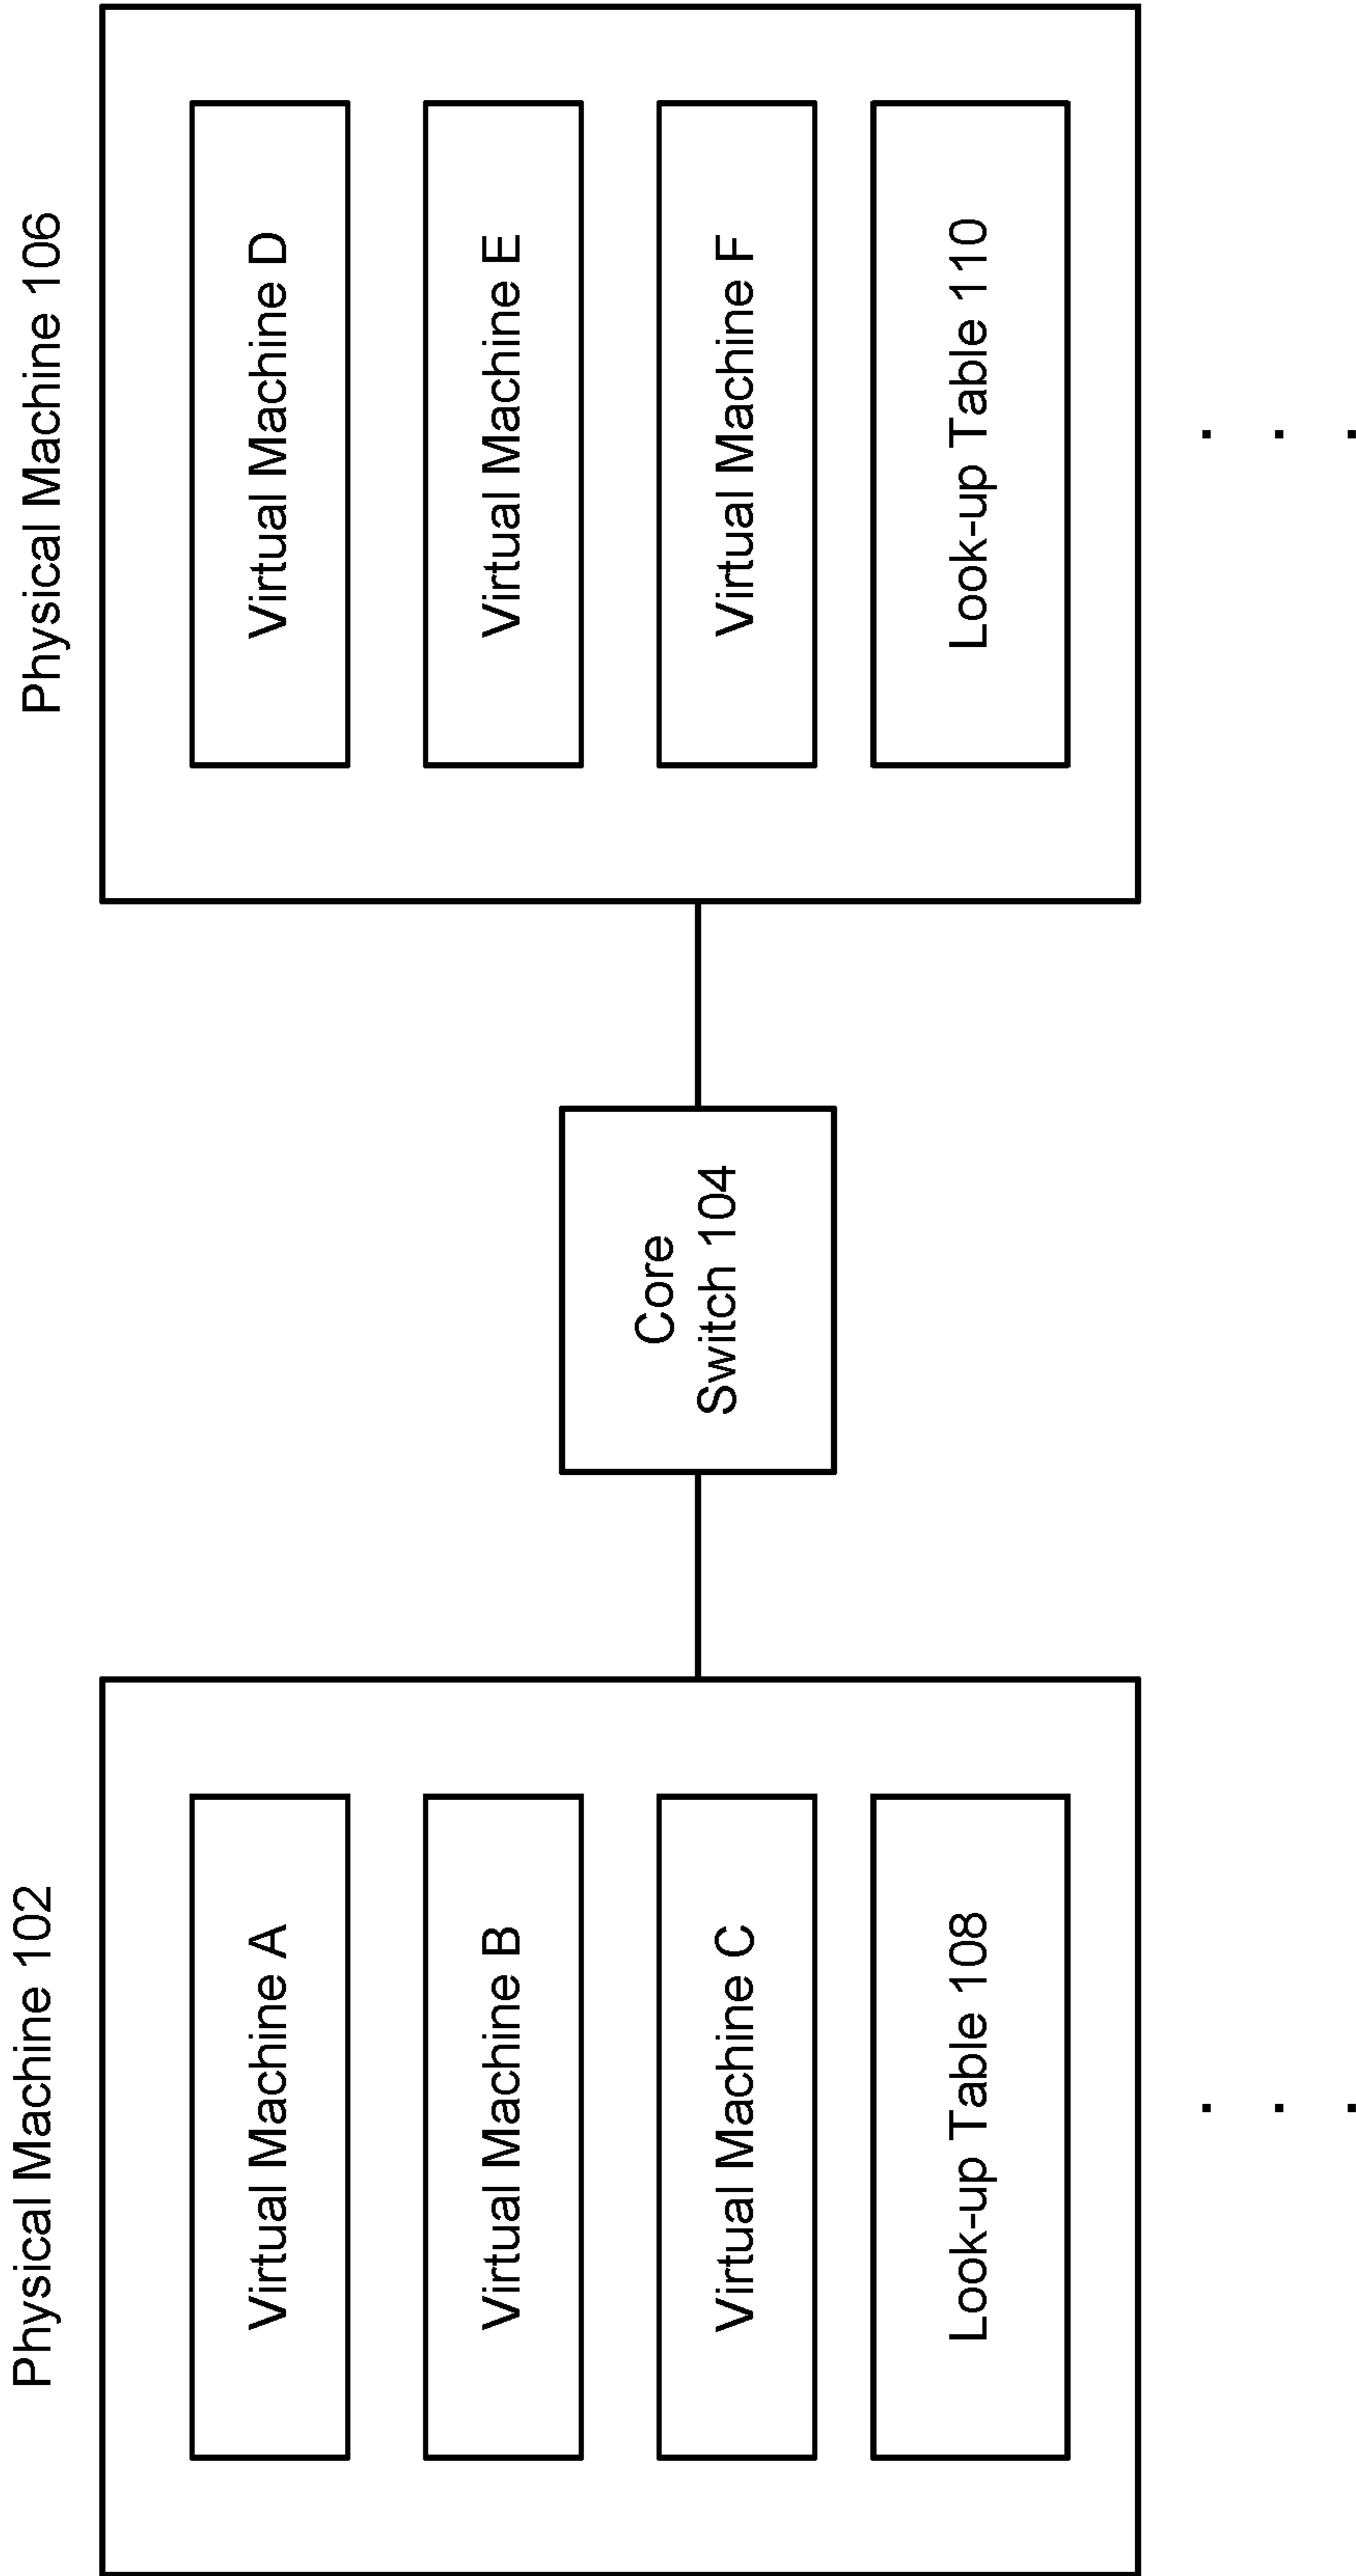 Physical Machine 102
Virtual Machine A
Virtual Machine B
Virtual Machine C
Look-up Table 108
. . .
Core
Switch 104
Physical Machine 106
Virtual Machine D
Virtual Machine E
Virtual Machine F
Look-up Table 110
. . .